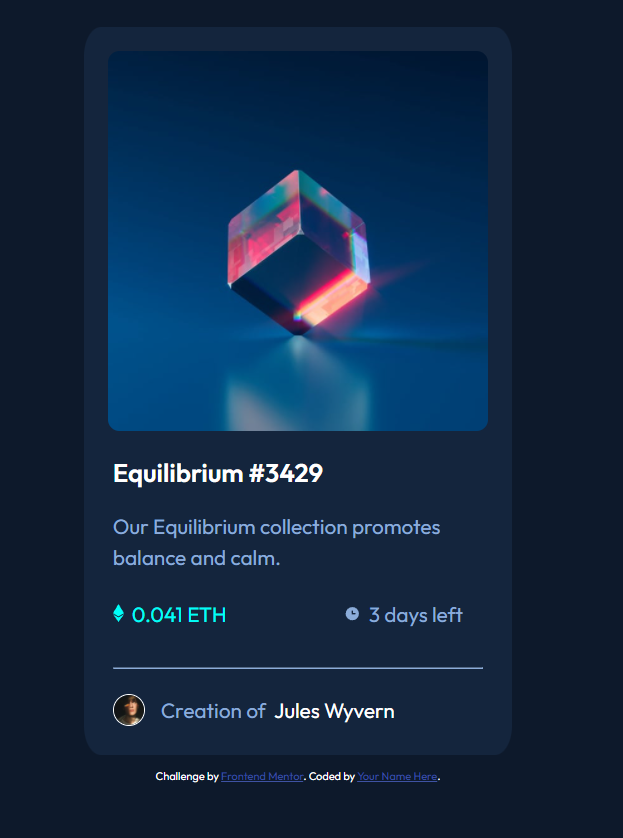 Equilibrium #3429
Our Equilibrium collection promotes
balance and calm.
0.041 ETH
3 days left
Creation of Jules Wyvern
Challenge by Frontend Mentor. Coded by Your Name Here.